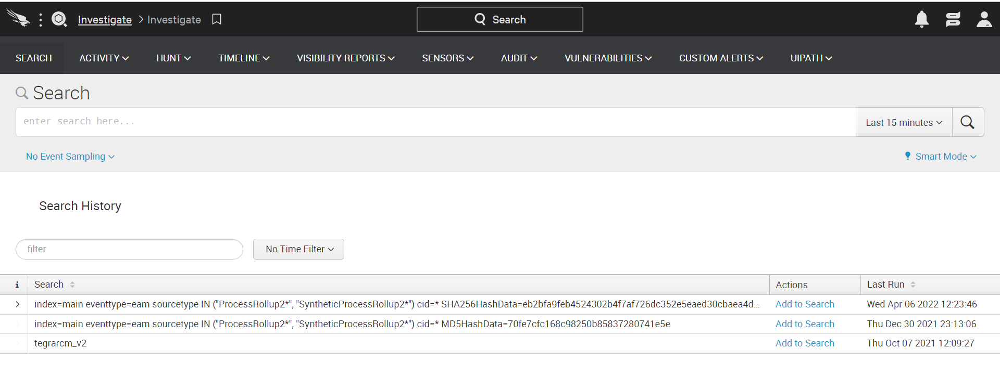 Investigate > Investigate
Search
SEARCH ACTIVITY HUNT TIMELINE VISIBILITY REPORTS SENSORS AUDIT VULNERABILITIES CUSTOM ALERTS UIPATH
Search
enter search here... Last 15 minutes
No Event Sampling Smart Mode
Search History
filter No Time Filter
i Search Actions Last Run
index=main eventtype=eam sourcetype IN ("ProcessRollup2*", "SyntheticProcessRollup2*") cid=* SHA256HashData=eb2bfa9feb4524302b4f7af726dc352e5eaed30cbaea4d... Add to Search Wed Apr 06 2022 12:23:46
index=main eventtype=eam sourcetype IN ("ProcessRollup2*", "SyntheticProcessRollup2*") cid=* MD5HashData=70fe7cfc168c98250b85837280741e5e Add to Search Thu Dec 30 2021 23:13:06
tegrarcm_v2 Add to Search Thu Oct 07 2021 12:09:27